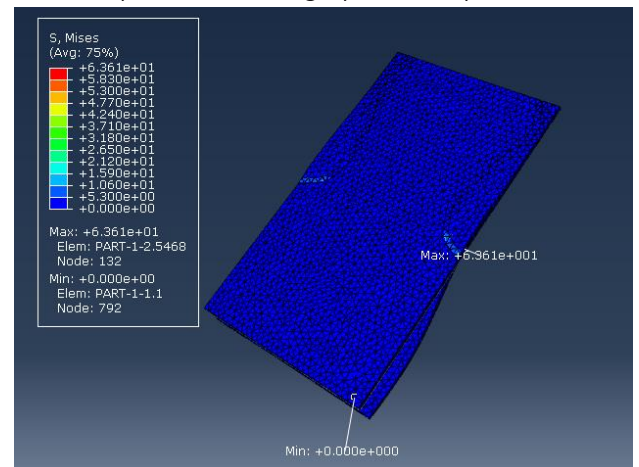 S, Mises
(Avg: 75%)
+6.361e+01
+5.830e+01
+5.300e+01
+4.770e+01
+4.240e+01
+3.710e+01
+3.180e+01
+2.650e+01
+2.120e+01
+1.590e+01
+1.060e+01
+5.300e+00
+0.000e+00
Max: +6.361e+01
Elem: PART-1-2.5468
Node: 132
Min: +0.000e+00
Elem: PART-1-1.1
Node: 792
Max: +6.361e+001
Min: +0.000e+000